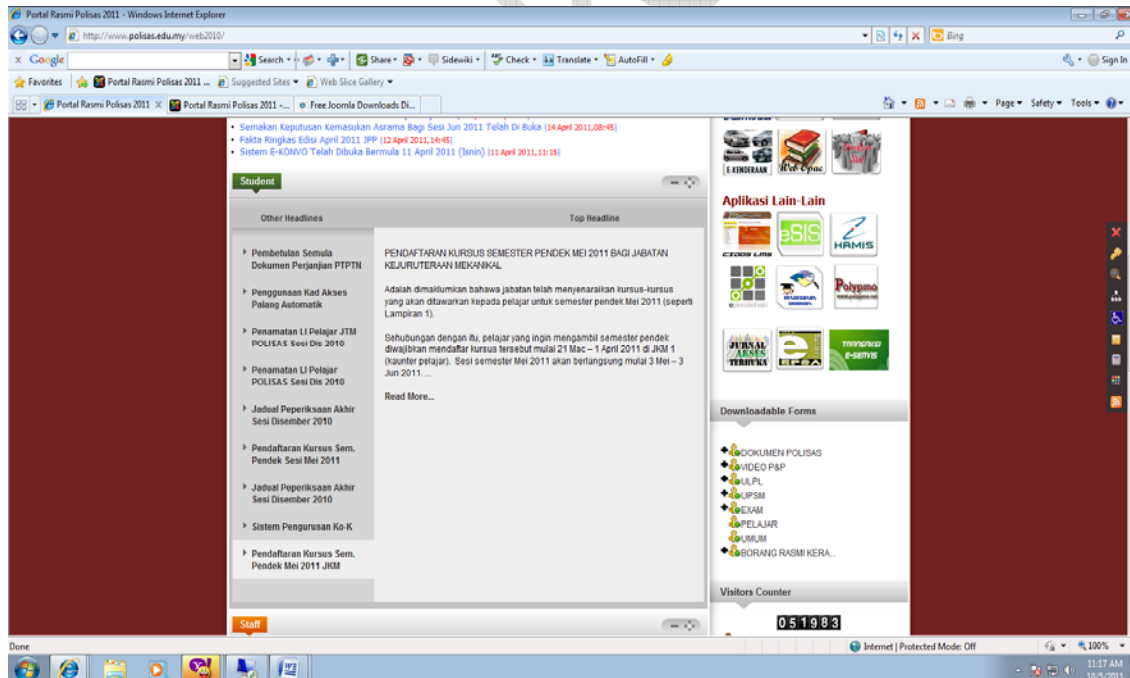 Portal Rasmi Polisas 2011 - Windows Internet Explorer
http://www.polisas.edu.my/web2010/
Bing
x Google
Search
Share
Sidewiki
Check
Translate
AutoFill
Sign In
Favorites
Portal Rasmi Polisas 2011 ...
Suggested Sites
Web Slice Gallery
Portal Rasmi Polisas 2011
Portal Rasmi Polisas 2011 -...
Free Joomla Downloads Di...
Page
Safety
Tools
• Semakan Keputusan Kemasukan Asrama Bagi Sesi Jun 2011 Telah Di Buka |14 April 2011,08:45|
• Fakta Ringkas Edisi April 2011 JPP |12 April 2011,14:45|
• Sistem E-KONVO Telah Dibuka Bermula 11 April 2011 (Isnin) |11 April 2011,11:15|
Student
Other Headlines
Top Headline
Pembetulan Semula
Dokumen Perjanjian PTPTN
Penggunaan Kad Akses
Palang Automatik
Penamatan LI Pelajar JTM
POLISAS Sesi Dis 2010
Penamatan LI Pelajar
POLISAS Sesi Dis 2010
Jadual Peperiksaan Akhir
Sesi Disember 2010
Pendaftaran Kursus Sem.
Pendek Sesi Mei 2011
Jadual Peperiksaan Akhir
Sesi Disember 2010
Sistem Pengurusan Ko-K
Pendaftaran Kursus Sem.
Pendek Mei 2011 JKM
PENDAFTARAN KURSUS SEMESTER PENDEK MEI 2011 BAGI JABATAN
KEJURUTERAAN MEKANIKAL
Adalah dimaklumkan bahawa jabatan telah menyenaraikan kursus-kursus
yang akan ditawarkan kepada pelajar untuk semester pendek Mei 2011 (seperti
Lampiran 1).
Sehubungan dengan itu, pelajar yang ingin mengambil semester pendek
diwajibkan mendaftar kursus tersebut mulai 21 Mac – 1 April 2011 di JKM 1
(kaunter pelajar). Sesi semester Mei 2011 akan berlangsung mulai 3 Mei – 3
Jun 2011. ...
Read More...
Staff
E-KENDERAAN
Web Opac
Aplikasi Lain-Lain
CIDOS LMS
eSIS
HRMIS
eperolehan
Polypmo
JURNAL
AKSES
TERBUKA
TRANSAKSI
E-SERVIS
Downloadable Forms
DOKUMEN POLISAS
VIDEO P&P
ULPL
UPSM
EXAM
PELAJAR
UMUM
BORANG RASMI KERA...
Visitors Counter
051983
Done
Internet | Protected Mode: Off
100%
11:17 AM
10/5/2011